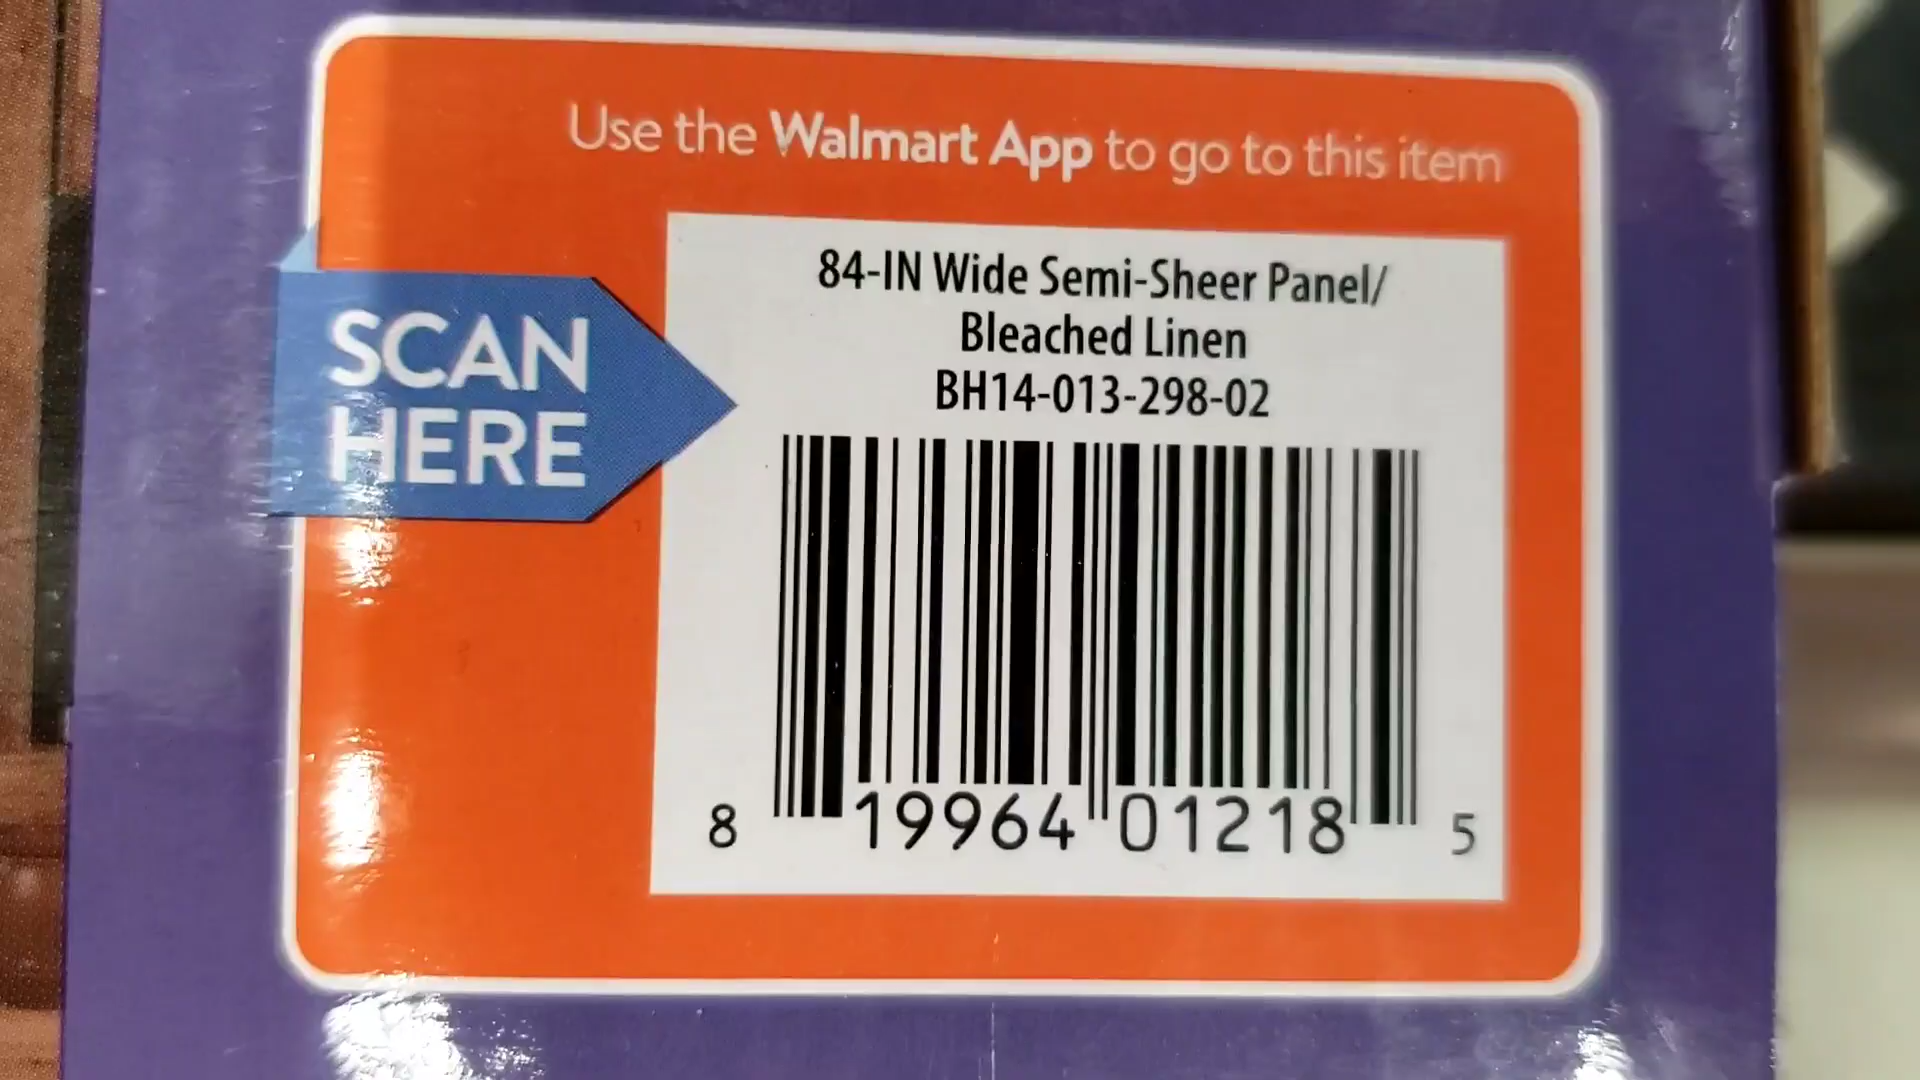 Use the Walmart App to go to this item
SCAN
HERE
84-IN Wide Semi-Sheer Panel/
Bleached Linen
BH14-013-298-02
8 19964 01218 5